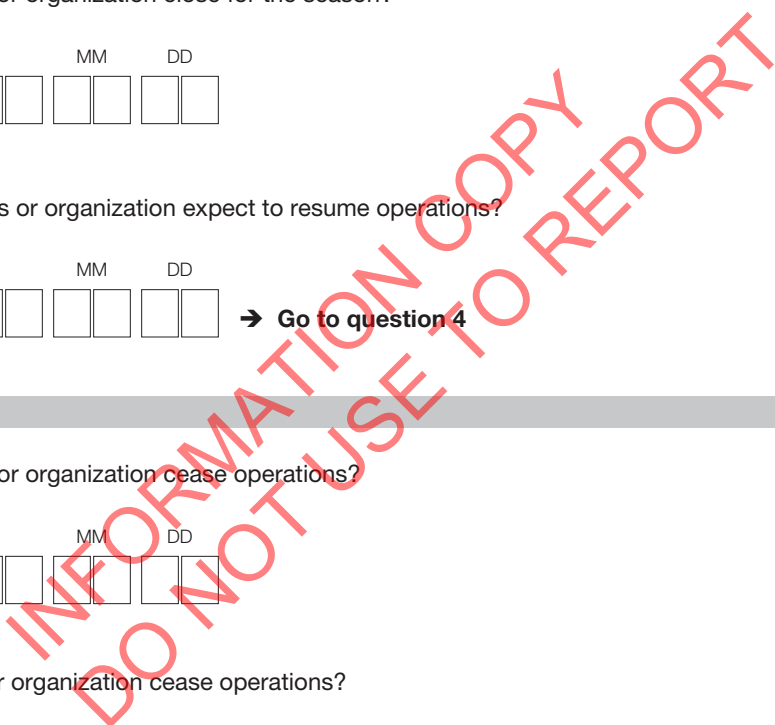 or organization close for the season?
MM DD
s or organization expect to resume operations?
MM DD
➔ Go to question 4
or organization cease operations?
MM DD
r organization cease operations?
INFORMATION COPY
DO NOT USE TO REPORT